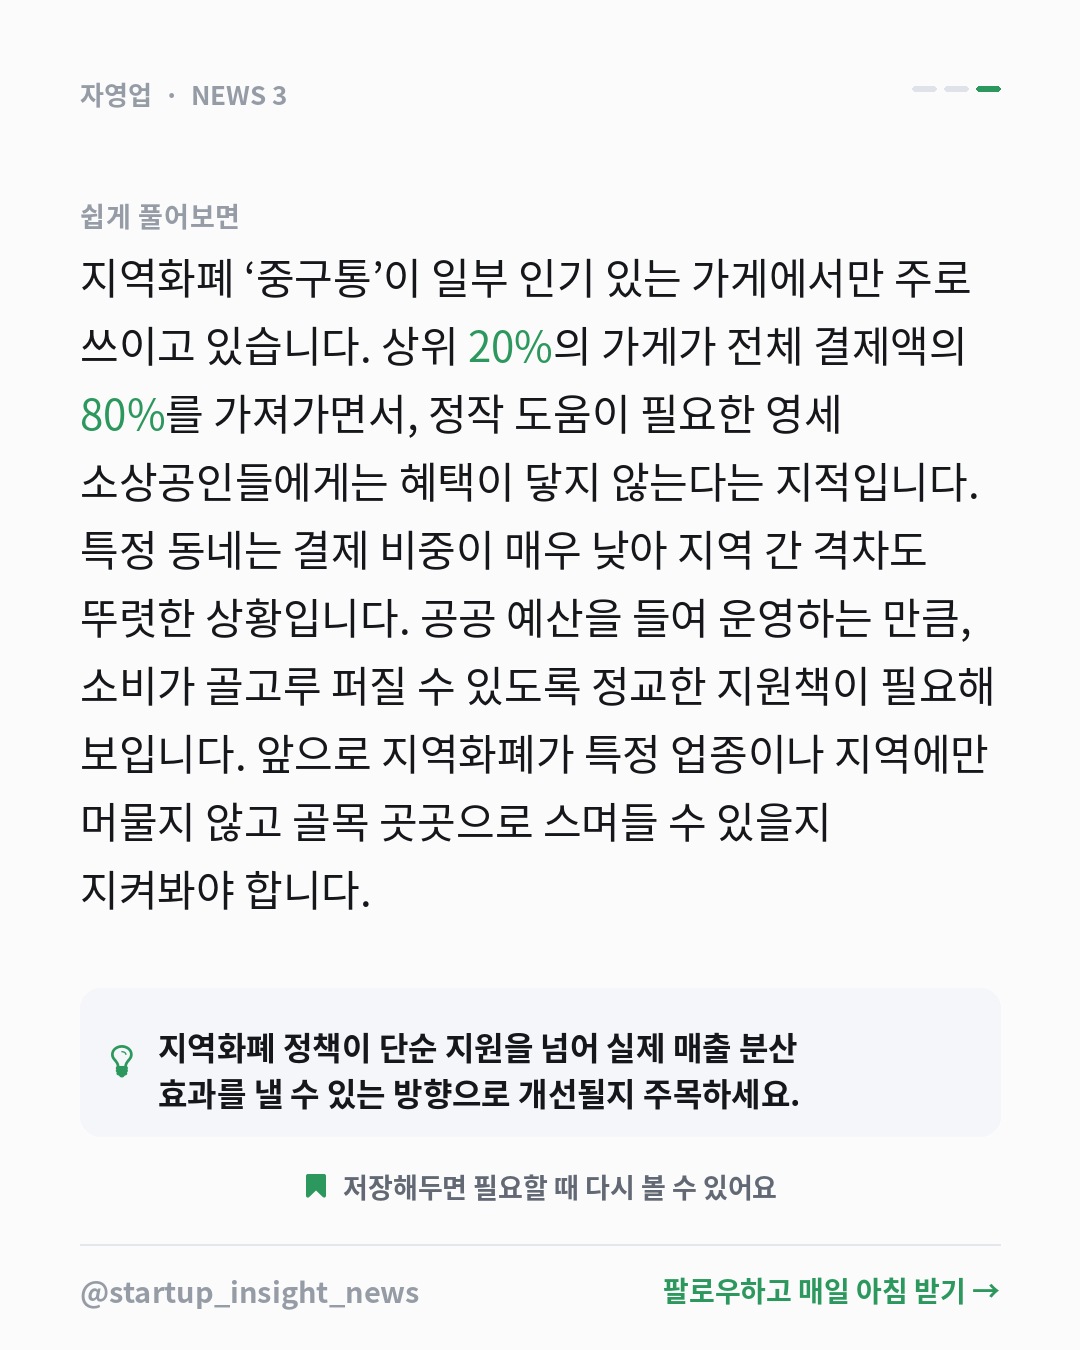 자영업 · NEWS 3
쉽게 풀어보면
지역화폐 ‘중구통’이 일부 인기 있는 가게에서만 주로
쓰이고 있습니다. 상위 20%의 가게가 전체 결제액의
80%를 가져가면서, 정작 도움이 필요한 영세
소상공인들에게는 혜택이 닿지 않는다는 지적입니다.
특정 동네는 결제 비중이 매우 낮아 지역 간 격차도
뚜렷한 상황입니다. 공공 예산을 들여 운영하는 만큼,
소비가 골고루 퍼질 수 있도록 정교한 지원책이 필요해
보입니다. 앞으로 지역화폐가 특정 업종이나 지역에만
머물지 않고 골목 곳곳으로 스며들 수 있을지
지켜봐야 합니다.
지역화폐 정책이 단순 지원을 넘어 실제 매출 분산
효과를 낼 수 있는 방향으로 개선될지 주목하세요.
저장해두면 필요할 때 다시 볼 수 있어요
@startup_insight_news
팔로우하고 매일 아침 받기 →